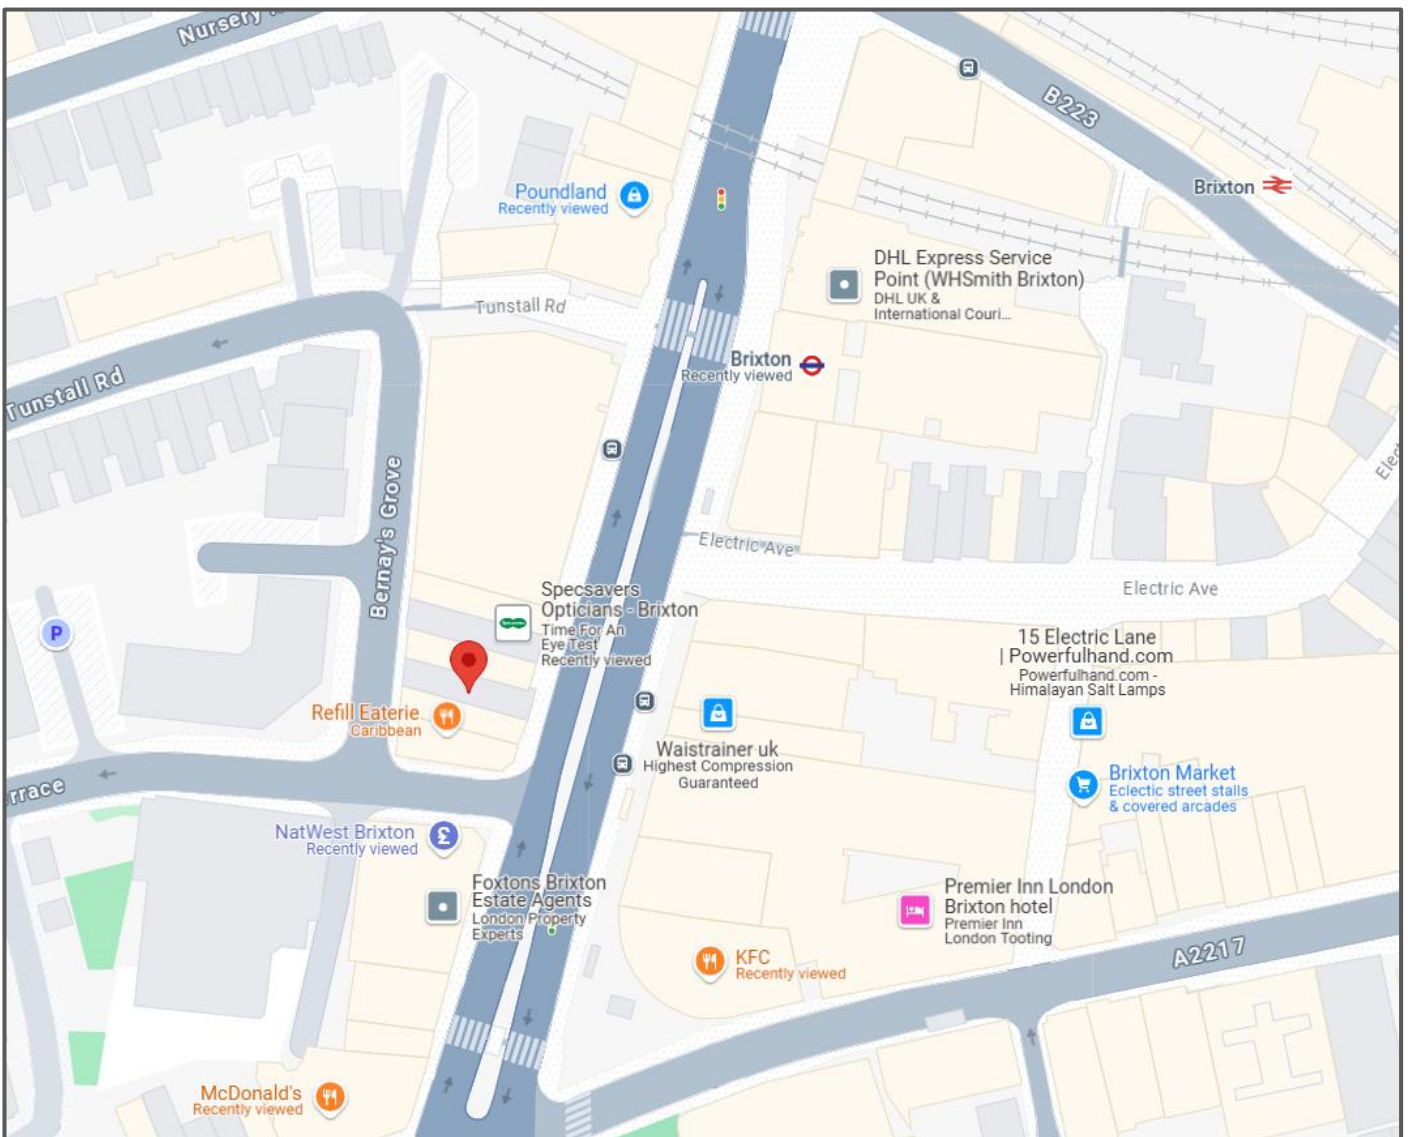 Nursery
B223
Poundland
Recently viewed
Brixton
DHL Express Service
Point (WHSmith Brixton)
DHL UK &
International Couri...
Tunstall Rd
Brixton
Recently viewed
Tunstall Rd
Bernay's Grove
Electric Ave
Electric Ave
Specsavers
Opticians - Brixton
Time For An
Eye Test
Recently viewed
Specsavers
P
15 Electric Lane
| Powerfulhand.com
Powerfulhand.com -
Himalayan Salt Lamps
Refill Eaterie
Caribbean
Waistrainer uk
Highest Compression
Guaranteed
Brixton Market
Eclectic street stalls
& covered arcades
rrace
NatWest Brixton
Recently viewed
£
Foxtons Brixton
Estate Agents
London Property
Experts
Premier Inn London
Brixton hotel
Premier Inn
London Tooting
KFC
Recently viewed
A2217
McDonald's
Recently viewed